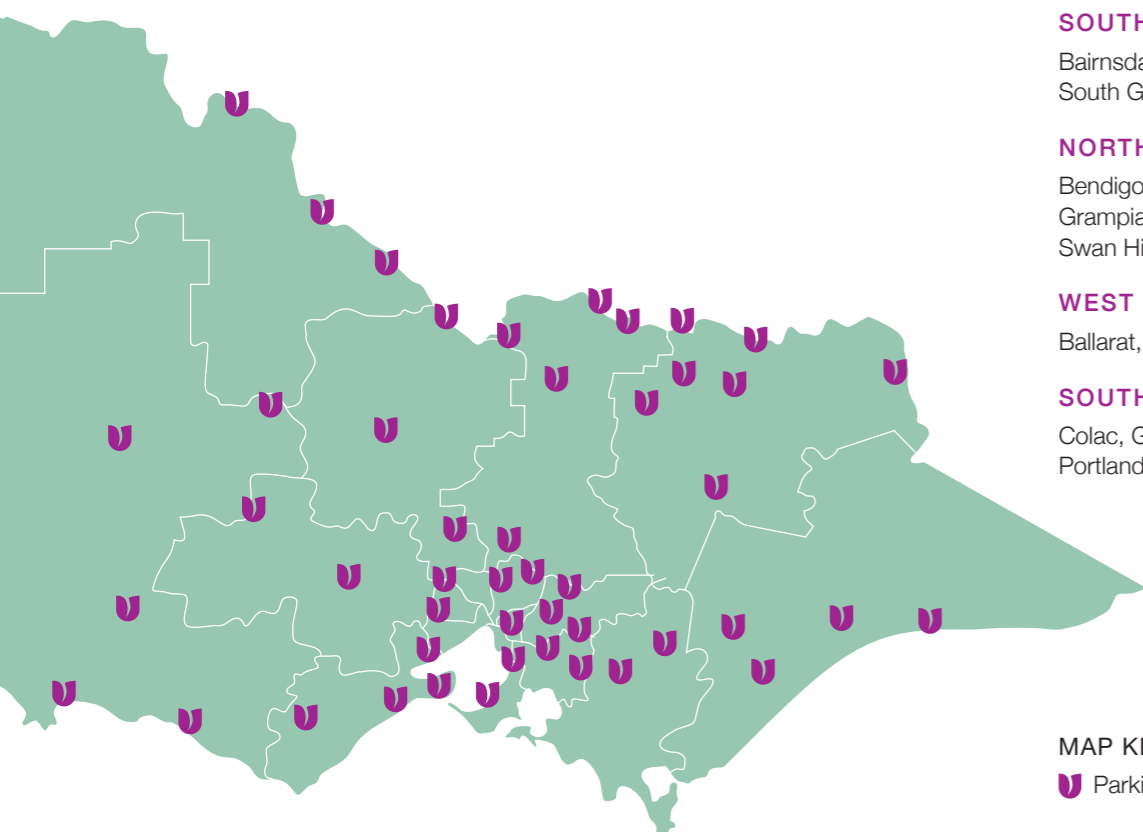 SOUTH
Bairnsda
South G
NORTH
Bendigo
Grampia
Swan Hi
WEST
Ballarat,
SOUTH
Colac, G
Portland
MAP KE
Parki